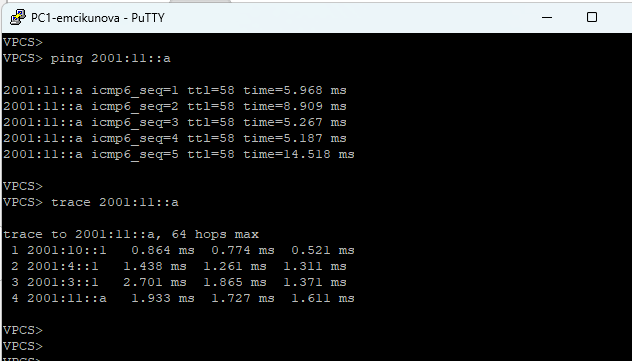 PC1-emcikunova - PuTTY
VPCS>
VPCS> ping 2001:11::a
2001:11::a icmp6_seq=1 ttl=58 time=5.968 ms
2001:11::a icmp6_seq=2 ttl=58 time=8.909 ms
2001:11::a icmp6_seq=3 ttl=58 time=5.267 ms
2001:11::a icmp6_seq=4 ttl=58 time=5.187 ms
2001:11::a icmp6_seq=5 ttl=58 time=14.518 ms
VPCS>
VPCS> trace 2001:11::a
trace to 2001:11::a, 64 hops max
1 2001:10::1   0.864 ms  0.774 ms  0.521 ms
2 2001:4::1   1.438 ms  1.261 ms  1.311 ms
3 2001:3::1   2.701 ms  1.865 ms  1.371 ms
4 2001:11::a   1.933 ms  1.727 ms  1.611 ms
VPCS>
VPCS>
VPCS>